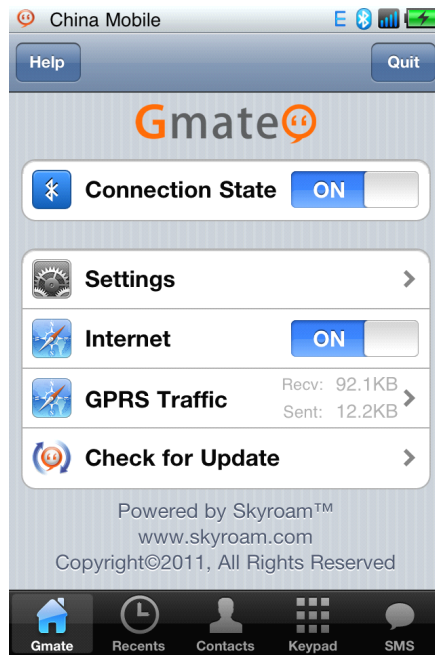 China Mobile E
Help Quit
Gmate
Connection State ON
Settings
Internet ON
GPRS Traffic Recv: 92.1KB
Sent: 12.2KB
Check for Update
Powered by Skyroam™
www.skyroam.com
Copyright©2011, All Rights Reserved
Gmate Recents Contacts Keypad SMS